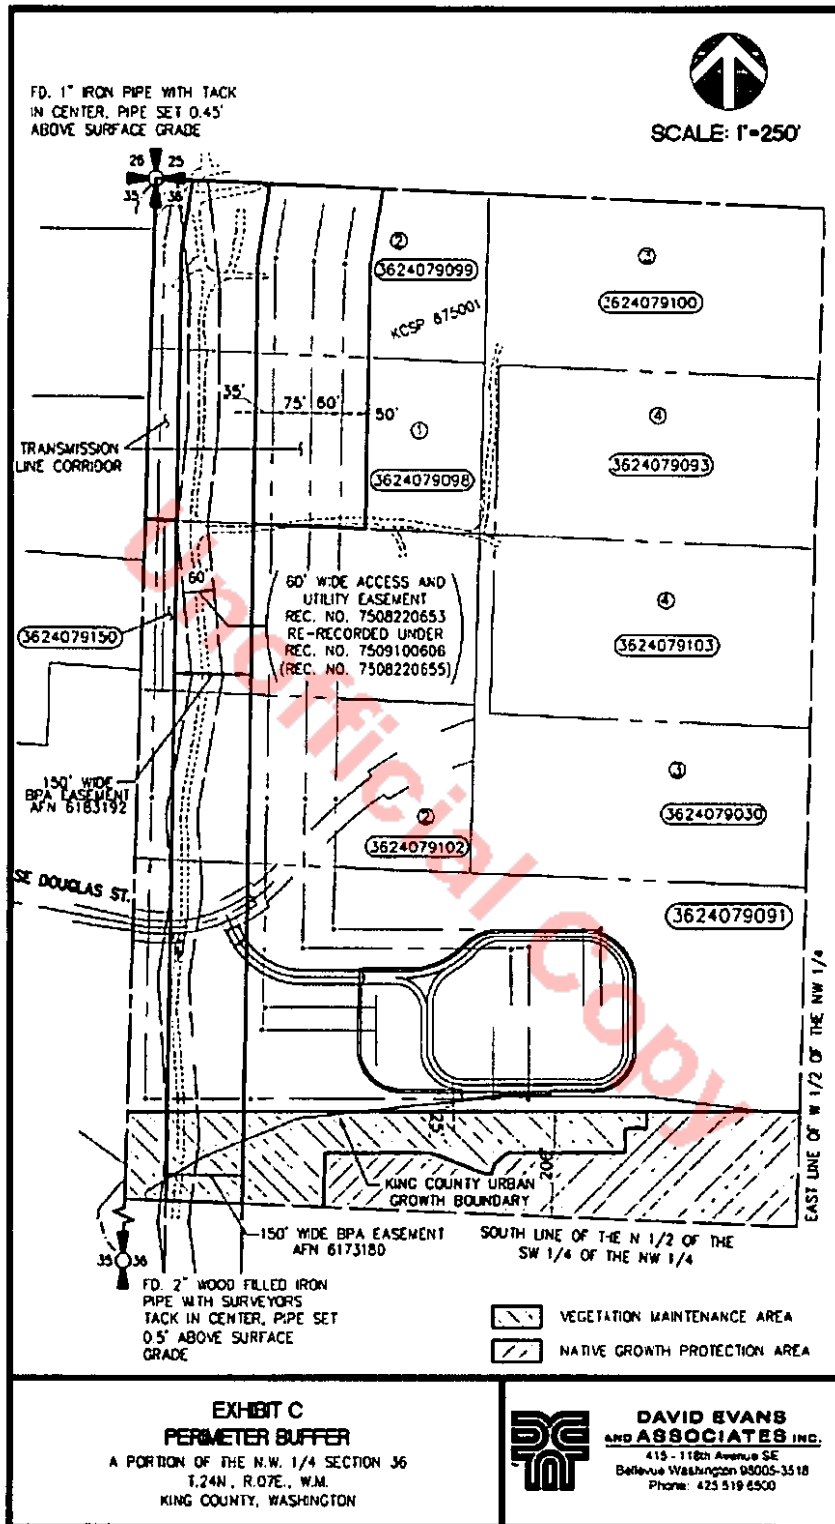 FD. 1" IRON PIPE WITH TACK
IN CENTER, PIPE SET 0.45'
ABOVE SURFACE GRADE
SCALE: 1"=250'
26 25
35 36
2
3624079099
KCSP 675001
3
3624079100
35'
75' 60'
50'
1
3624079098
4
3624079093
TRANSMISSION
LINE CORRIDOR
60'
60' WIDE ACCESS AND
UTILITY EASEMENT
REC. NO. 7508220653
RE-RECORDED UNDER
REC. NO. 7509100606
(REC. NO. 7508220655)
4
3624079103
3624079150
150' WIDE
BPA EASEMENT
AFN 6183192
3
3624079030
2
3624079102
SE DOUGLAS ST.
3624079091
EAST LINE OF W 1/2 OF THE NW 1/4
25'
206'
KING COUNTY URBAN
GROWTH BOUNDARY
150' WIDE BPA EASEMENT
AFN 6173180
SOUTH LINE OF THE N 1/2 OF THE
SW 1/4 OF THE NW 1/4
35 36
FD. 2" WOOD FILLED IRON
PIPE WITH SURVEYORS
TACK IN CENTER, PIPE SET
0.5' ABOVE SURFACE
GRADE
VEGETATION MAINTENANCE AREA
NATIVE GROWTH PROTECTION AREA
Unofficial Copy
EXHIBIT C
PERIMETER BUFFER
A PORTION OF THE N.W. 1/4 SECTION 36
T.24N., R.07E., W.M.
KING COUNTY, WASHINGTON
DAVID EVANS
AND ASSOCIATES INC.
415 - 118th Avenue SE
Bellevue Washington 98005-3518
Phone: 425 519 6500